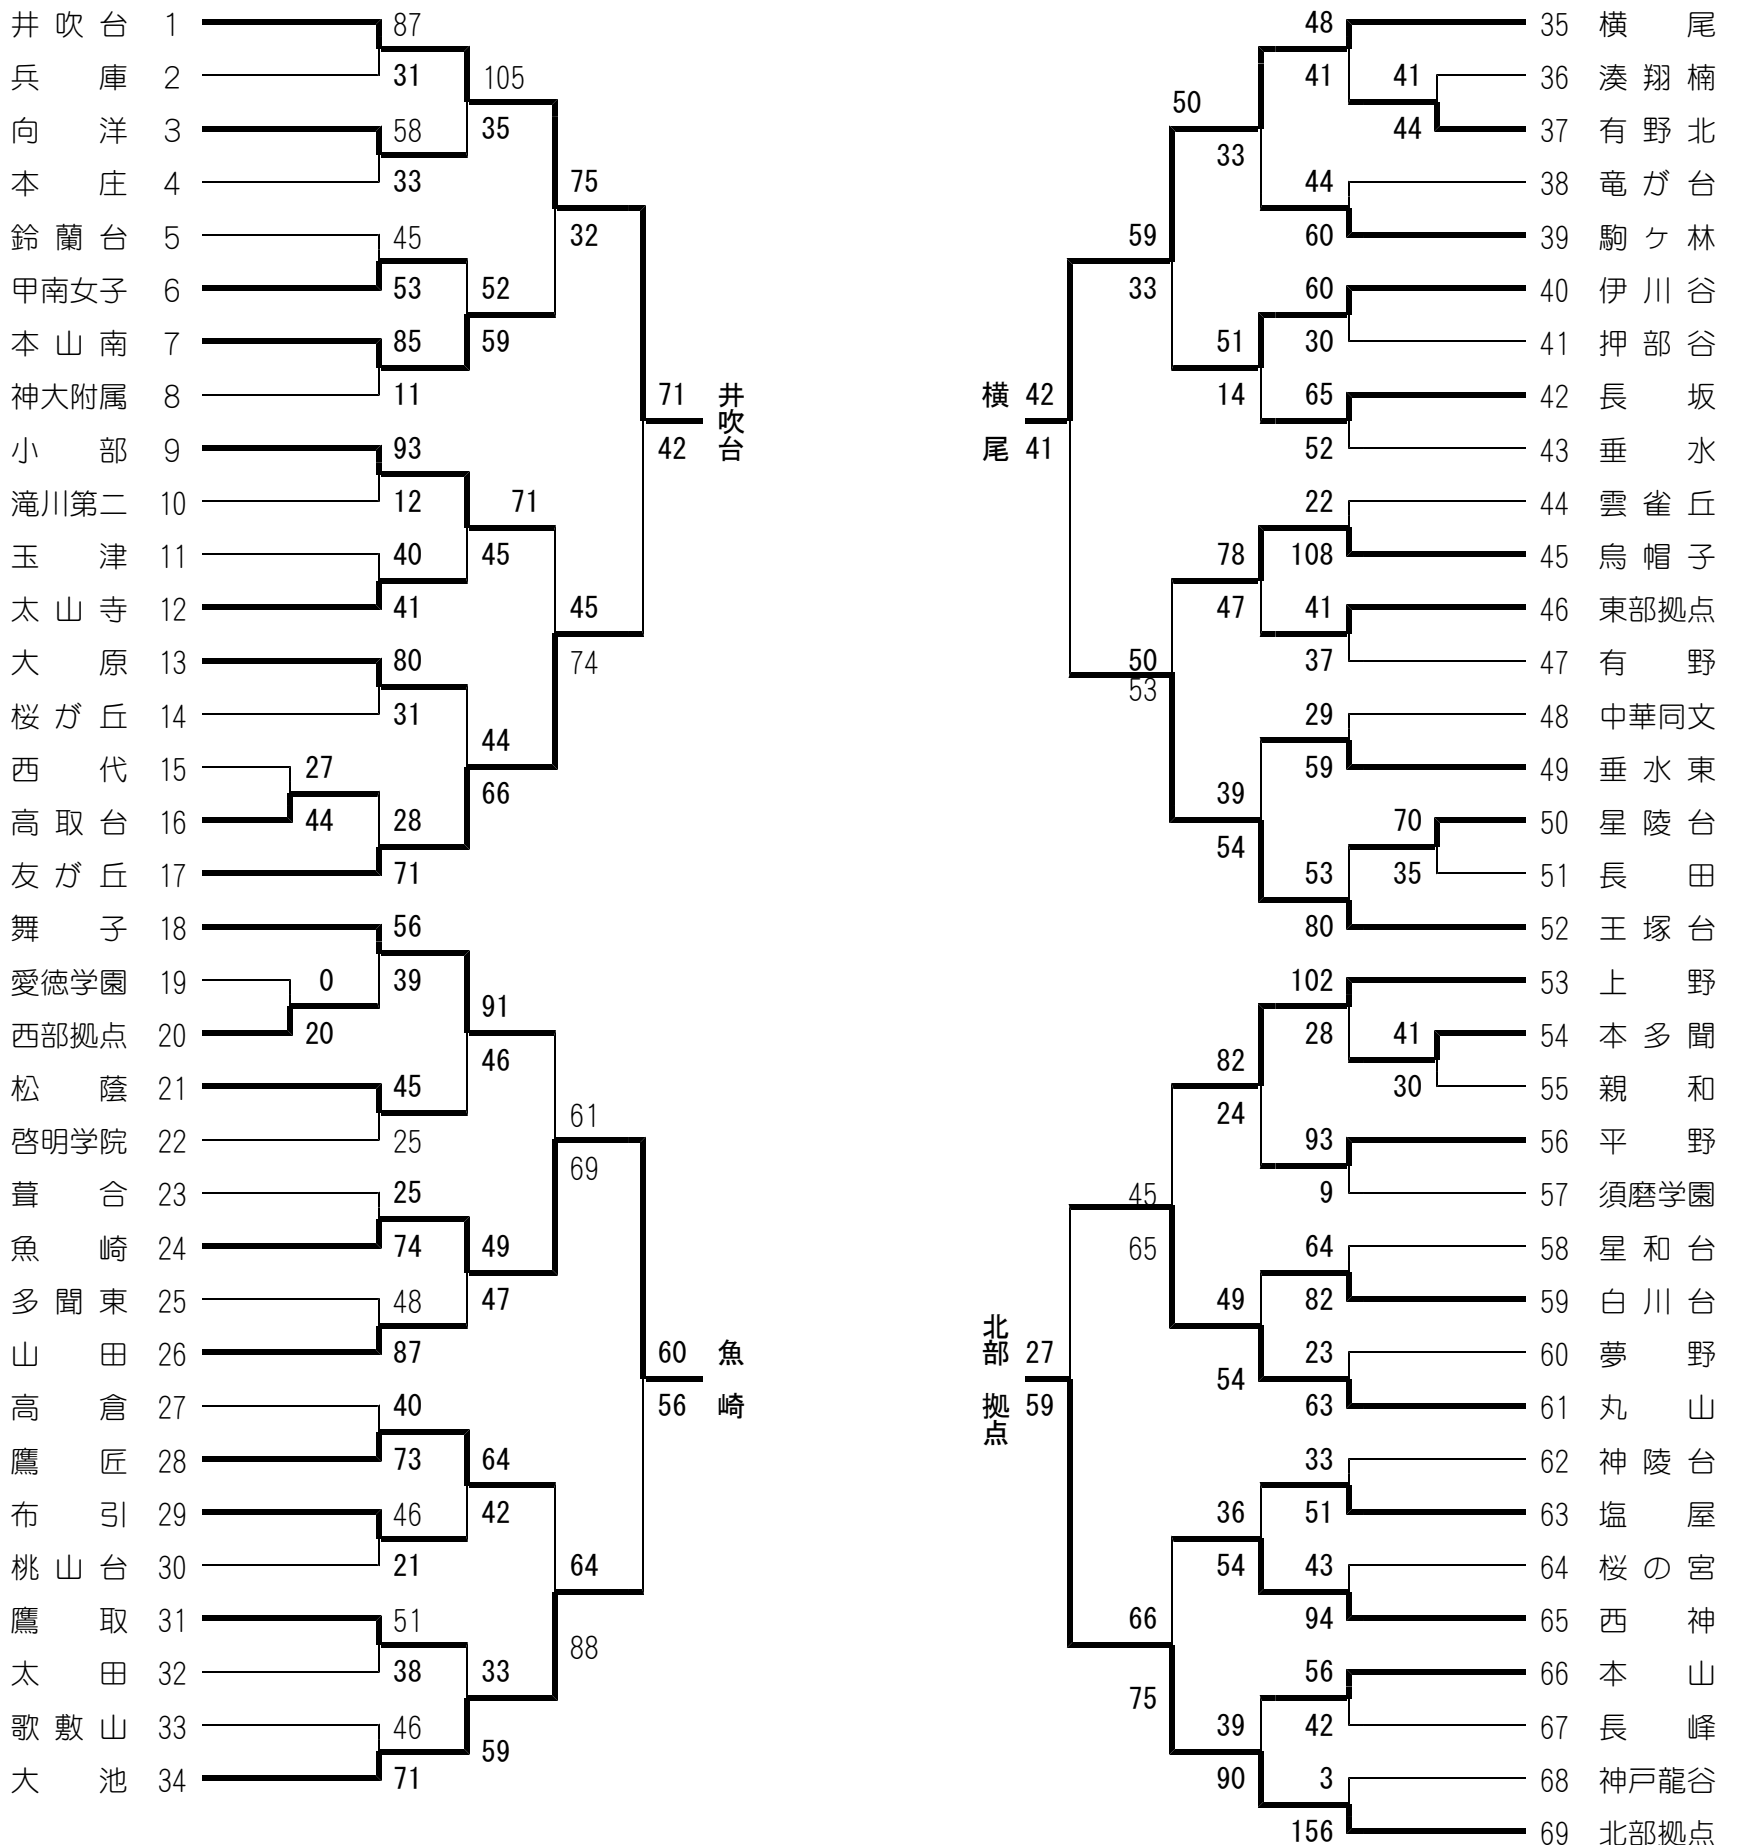 井吹台 1 87 48 35 横尾
兵庫 2 31 105 41 41 36 湊翔楠
50
向洋 3 58 35 44 37 有野北
33
本庄 4 33 75 44 38 竜が台
鈴蘭台 5 45 32 59 60 39 駒ヶ林
甲南女子 6 53 52 33 60 40 伊川谷
本山南 7 85 59 51 30 41 押部谷
神大附属 8 11 71 井吹台 横尾 42 14 65 42 長坂
小部 9 93 42 41 52 43 垂水
滝川第二 10 12 71 22 44 雲雀丘
玉津 11 40 45 78 108 45 烏帽子
太山寺 12 41 45 47 41 46 東部拠点
大原 13 80 74 50 37 47 有野
53
桜が丘 14 31 29 48 中華同文
44
西代 15 27 59 49 垂水東
66 39
高取台 16 44 28 70 50 星陵台
54
友が丘 17 71 53 35 51 長田
舞子 18 56 80 52 王塚台
愛徳学園 19 0 39 102 53 上野
91
西部拠点 20 20 28 41 54 本多聞
46 82
松蔭 21 45 30 55 親和
61 24
啓明学院 22 25 93 56 平野
69
葺合 23 25 45 9 57 須磨学園
魚崎 24 74 49 65 64 58 星和台
多聞東 25 48 47 49 82 59 白川台
山田 26 87 60 魚崎 北部拠点 27 23 60 夢野
54
高倉 27 40 56 59 63 61 丸山
鷹匠 28 73 64 33 62 神陵台
布引 29 46 42 36 51 63 塩屋
桃山台 30 21 64 54 43 64 桜の宮
鷹取 31 51 66 94 65 西神
88
太田 32 38 33 56 66 本山
75
歌敷山 33 46 39 42 67 長峰
59
大池 34 71 90 3 68 神戸龍谷
156 69 北部拠点